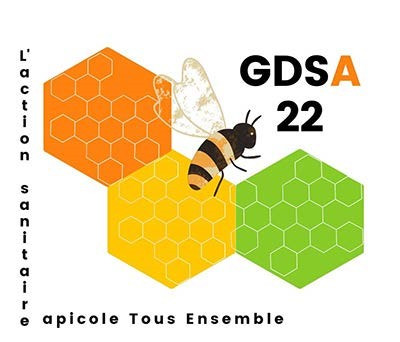 GDSA
22
L'action sanitaire
apicole Tous Ensemble